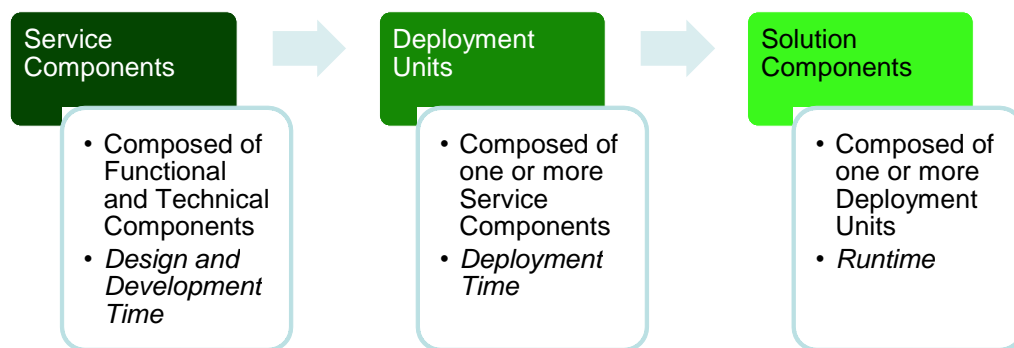 Service
Components
• Composed of
Functional
and Technical
Components
• Design and
Development
Time
Deployment
Units
• Composed of
one or more
Service
Components
• Deployment
Time
Solution
Components
• Composed of
one or more
Deployment
Units
• Runtime